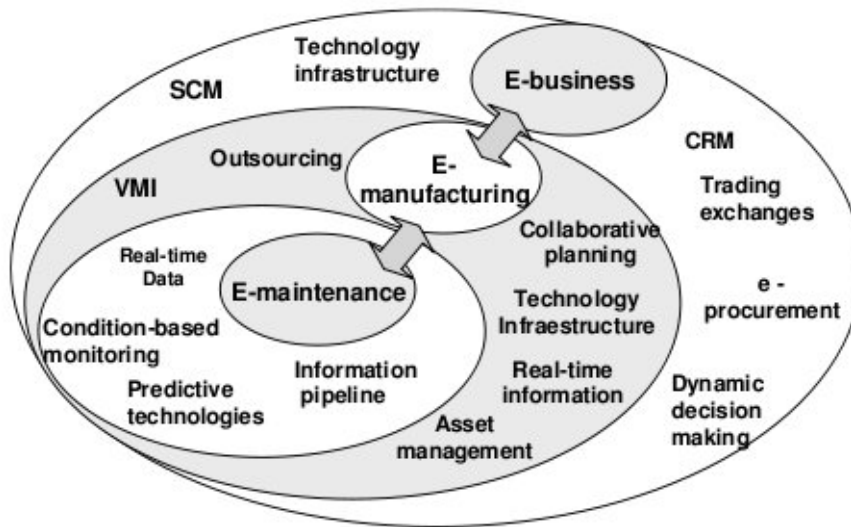 Technology
infrastructure
SCM
E-business
CRM
Outsourcing
E-
manufacturing
VMI
Trading
exchanges
Collaborative
planning
Real-time
Data
E-maintenance
e -
procurement
Technology
Infraestructure
Condition-based
monitoring
Information
pipeline
Real-time
information
Predictive
technologies
Dynamic
decision
making
Asset
management